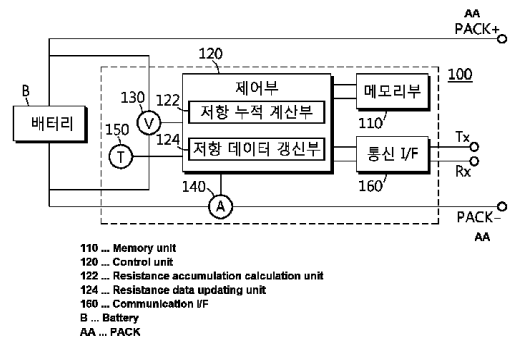 AA
PACK+
120
100
B
130
122
제어부
메모리부
배터리
저항 누적 계산부
150
V
124
110
T
저항 데이터 갱신부
통신 I/F
Tx
Rx
140
160
A
PACK−
AA
110 ... Memory unit
120 ... Control unit
122 ... Resistance accumulation calculation unit
124 ... Resistance data updating unit
160 ... Communication I/F
B ... Battery
AA ... PACK